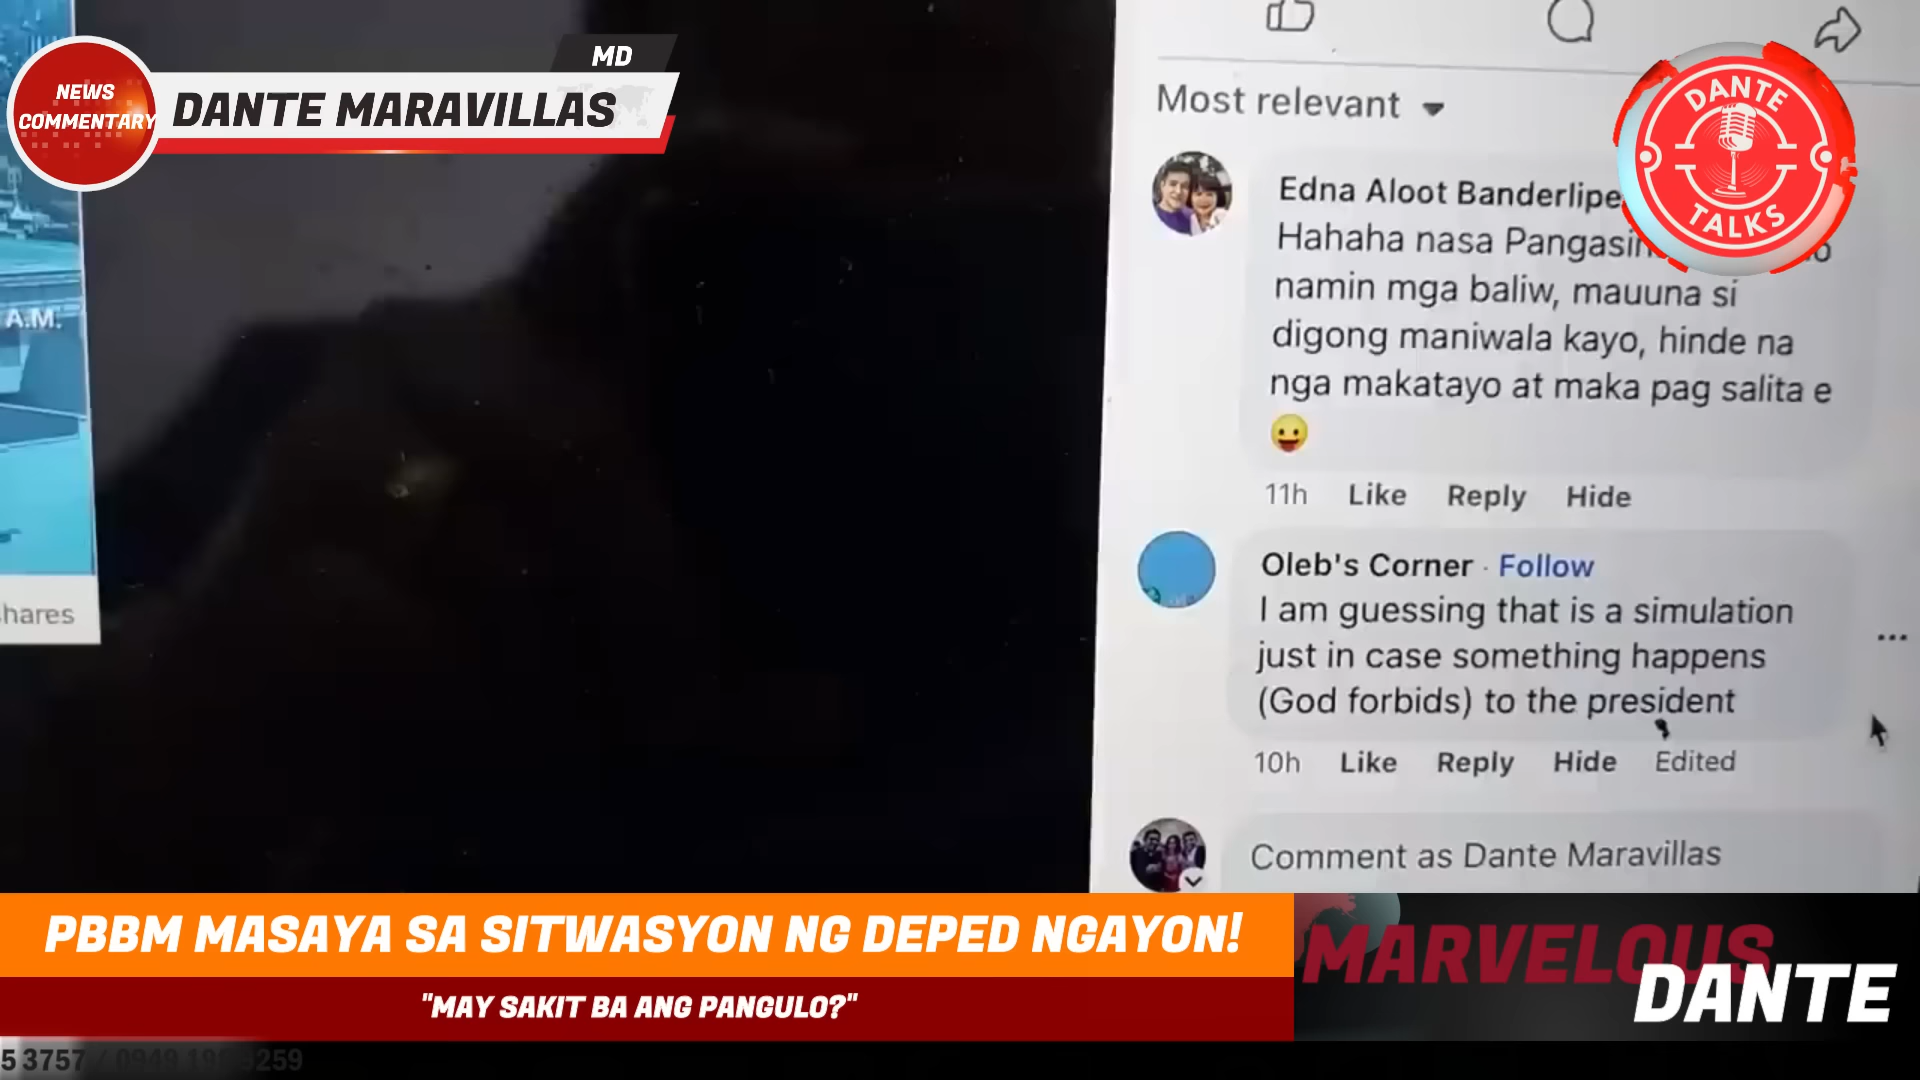 MD
NEWS
COMMENTARY
DANTE MARAVILLAS
A.M.
hares
Most relevant
DANTE
TALKS
Edna Aloot Banderlipe
Hahaha nasa
namin mga baliw, mauuna si
digong maniwala kayo, hinde na
nga makatayo at maka pag salita e
11h Like Reply Hide
Oleb's Corner · Follow
I am guessing that is a simulation
just in case something happens
(God forbids) to the president
10h Like Reply Hide Edited
Comment as Dante Maravillas
PBBM MASAYA SA SITWASYON NG DEPED NGAYON!
"MAY SAKIT BA ANG PANGULO?"
MARVELOUS
DANTE
5 3757